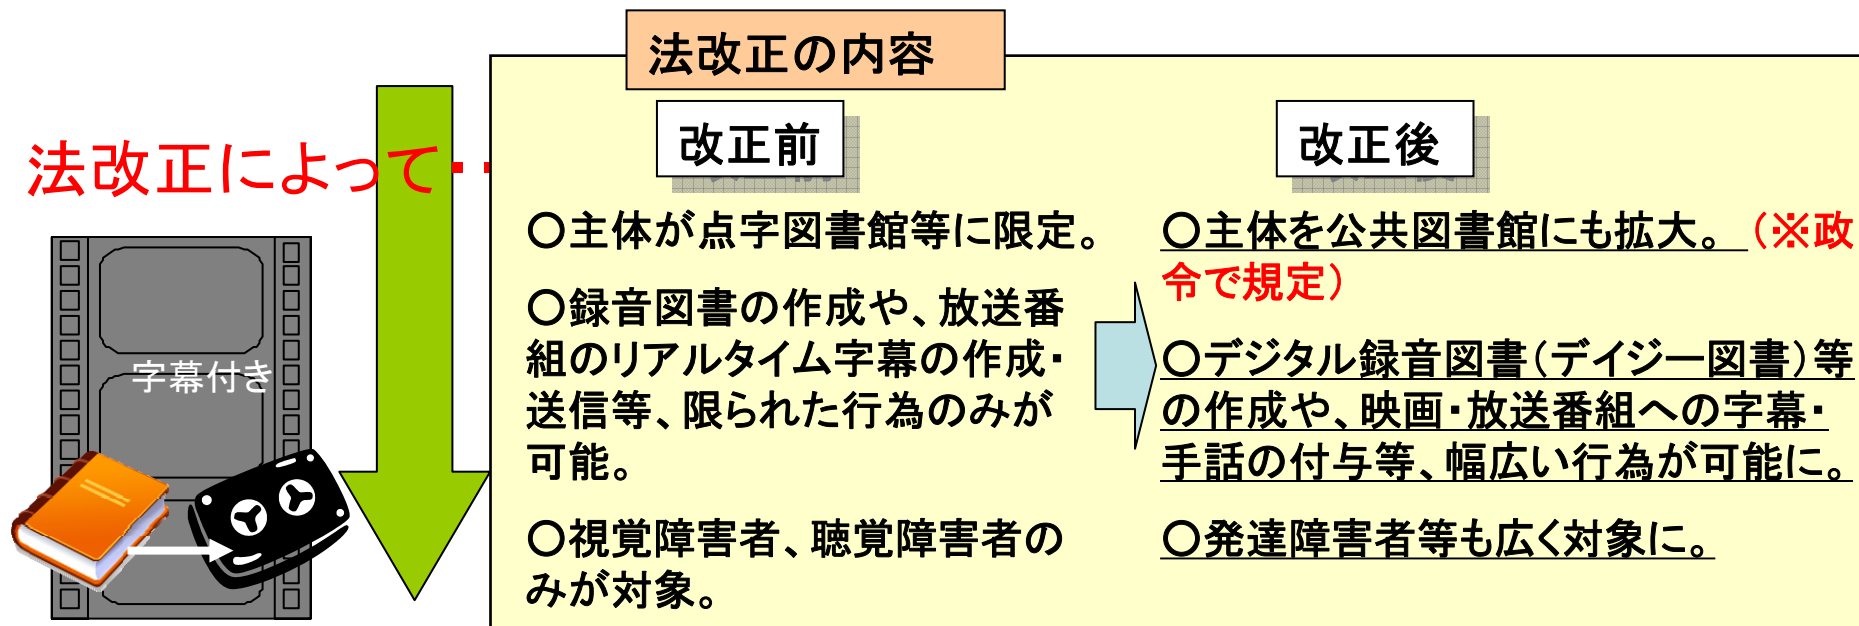 法改正の内容
法改正によって・・
字幕付き
改正前
○主体が点字図書館等に限定。
○録音図書の作成や、放送番
組のリアルタイム字幕の作成・
送信等、限られた行為のみが
可能。
○視覚障害者、聴覚障害者の
みが対象。
改正後
○主体を公共図書館にも拡大。（※政
令で規定）
○デジタル録音図書（デイジー図書）等
の作成や、映画・放送番組への字幕・
手話の付与等、幅広い行為が可能に。
○発達障害者等も広く対象に。